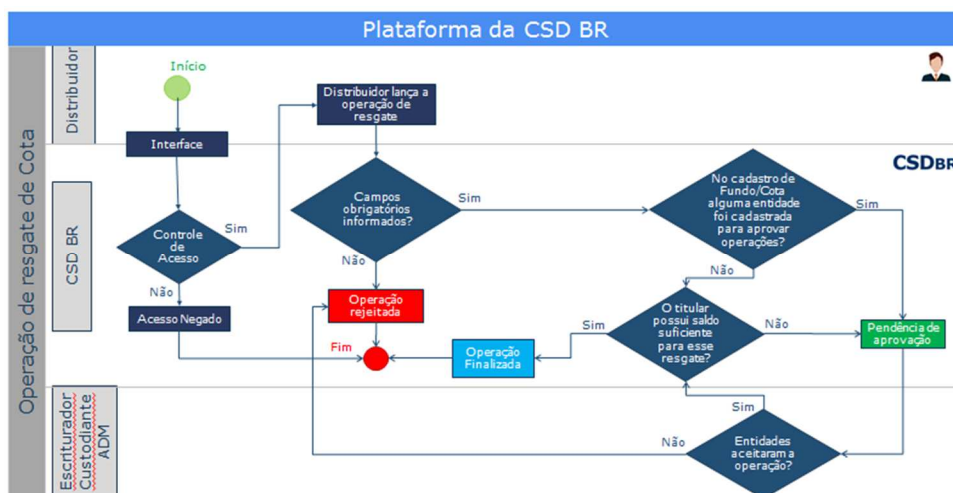 Plataforma da CSD BR
Operação de resgate de Cota
Distribuidor
Início
Interface
Distribuidor lança a
operação de
resgate
CSD BR
CSDBR
Controle
de
Acesso
Sim
Não
Acesso Negado
Campos
obrigatórios
informados?
Sim
Não
Operação
rejeitada
Fim
No cadastro de
Fundo/Cota
alguma entidade
foi cadastrada
para aprovar
operações?
Sim
Não
O titular
possui saldo
suficiente
para esse
resgate?
Sim
Não
Operação
Finalizada
Pendência de
aprovação
Escriturador
Custodiante
ADM
Entidades
aceitaram a
operação?
Sim
Não